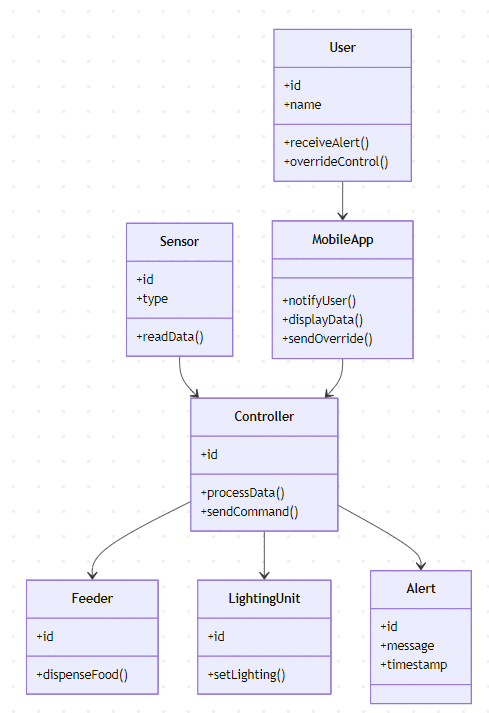 User
+id
+name
+receiveAlert()
+overrideControl()
Sensor
+id
+type
+readData()
MobileApp
+notifyUser()
+displayData()
+sendOverride()
Controller
+id
+processData()
+sendCommand()
Feeder
+id
+dispenseFood()
LightingUnit
+id
+setLighting()
Alert
+id
+message
+timestamp